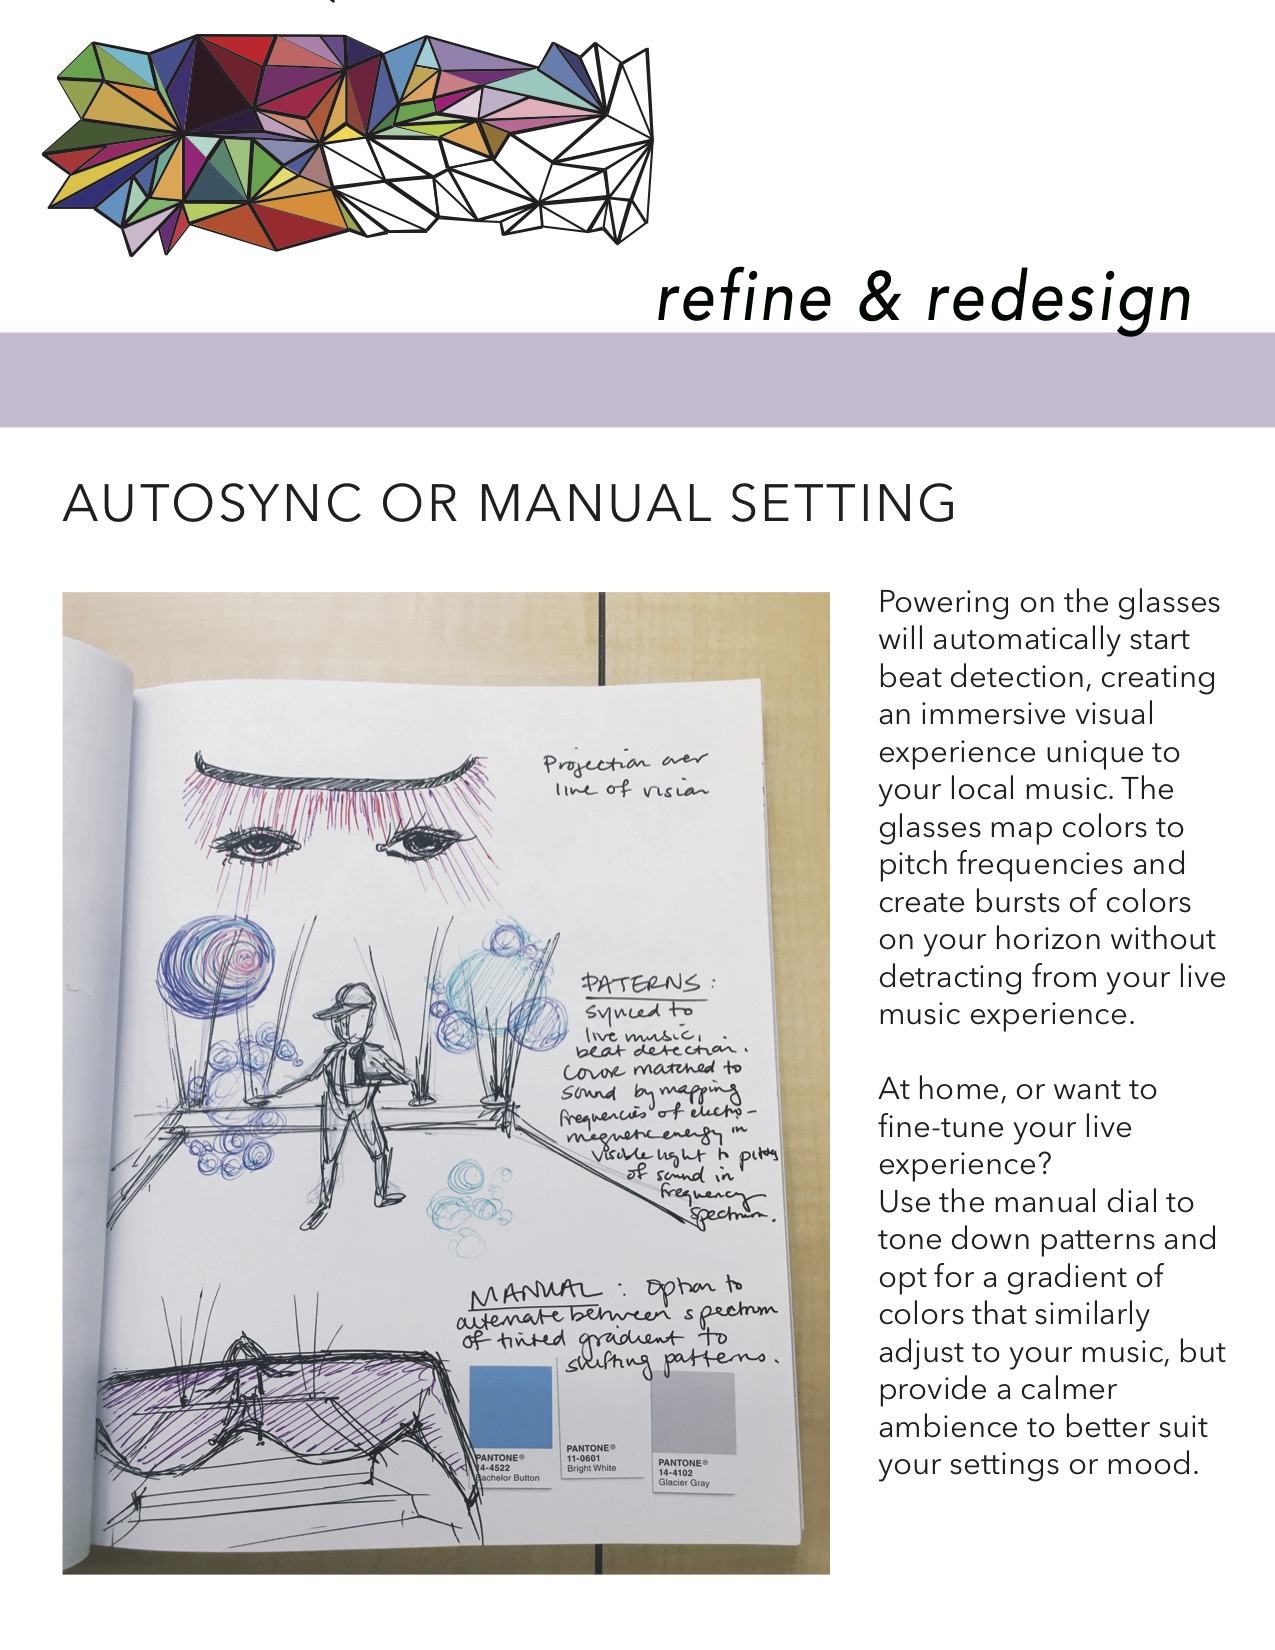 refine & redesign
AUTOSYNC OR MANUAL SETTING
Projection over
line of vision
PATERNS:
synced to
live music,
beat detection.
Color matched to
sound by mapping
frequencies of electro-
magnetic energy in
visible light to pitches
of sound in
frequency
spectrum.
MANUAL: option to
alternate between spectrum
of tinted gradient to
shifting patterns.
PANTONE®
14-4522
Bachelor Button
PANTONE®
11-0601
Bright White
PANTONE®
14-4102
Glacier Gray
Powering on the glasses
will automatically start
beat detection, creating
an immersive visual
experience unique to
your local music. The
glasses map colors to
pitch frequencies and
create bursts of colors
on your horizon without
detracting from your live
music experience.
At home, or want to
fine-tune your live
experience?
Use the manual dial to
tone down patterns and
opt for a gradient of
colors that similarly
adjust to your music, but
provide a calmer
ambience to better suit
your settings or mood.